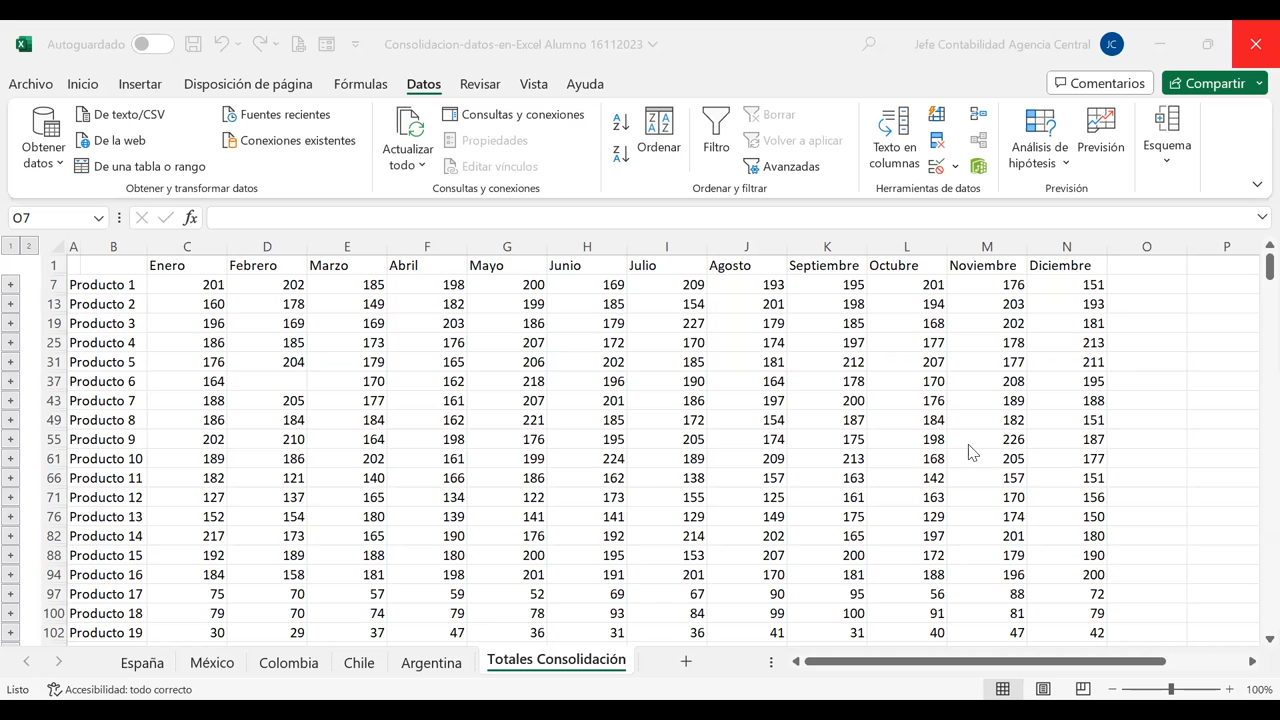 Autoguardado Consolidacion-datos-en-Excel Alumno 16112023 Jefe Contabilidad Agencia Central JC
Archivo Inicio Insertar Disposición de página Fórmulas Datos Revisar Vista Ayuda Comentarios Compartir
Obtener datos
De texto/CSV
De la web
De una tabla o rango
Fuentes recientes
Conexiones existentes
Obtener y transformar datos
Actualizar todo
Consultas y conexiones
Propiedades
Editar vínculos
Consultas y conexiones
Ordenar
Filtro
Borrar
Volver a aplicar
Avanzadas
Ordenar y filtrar
Texto en columnas
Herramientas de datos
Análisis de hipótesis
Previsión
Previsión
Esquema
O7 fx
1 2 A B C D E F G H I J K L M N O P
1 Enero Febrero Marzo Abril Mayo Junio Julio Agosto Septiembre Octubre Noviembre Diciembre
7 Producto 1 201 202 185 198 200 169 209 193 195 201 176 151
13 Producto 2 160 178 149 182 199 185 154 201 198 194 203 193
19 Producto 3 196 169 169 203 186 179 227 179 185 168 202 181
25 Producto 4 186 185 173 176 207 172 170 174 197 177 178 213
31 Producto 5 176 204 179 165 206 202 185 181 212 207 177 211
37 Producto 6 164 170 162 218 196 190 164 178 170 208 195
43 Producto 7 188 205 177 161 207 201 186 197 200 176 189 188
49 Producto 8 186 184 184 162 221 185 172 154 187 184 182 151
55 Producto 9 202 210 164 198 176 195 205 174 175 198 226 187
61 Producto 10 189 186 202 161 199 224 189 209 213 168 205 177
66 Producto 11 182 121 140 166 186 162 138 157 163 142 157 151
71 Producto 12 127 137 165 134 122 173 155 125 161 163 170 156
76 Producto 13 152 154 180 139 141 141 129 149 175 129 174 150
82 Producto 14 217 173 165 190 176 192 214 202 165 197 201 180
88 Producto 15 192 189 188 180 200 195 153 207 200 172 179 190
94 Producto 16 184 158 181 198 201 191 201 170 181 188 196 200
97 Producto 17 75 70 57 59 52 69 67 90 95 56 88 72
100 Producto 18 79 70 74 79 78 93 84 99 100 91 81 79
102 Producto 19 30 29 37 47 36 31 36 41 31 40 47 42
España México Colombia Chile Argentina Totales Consolidación
Listo Accesibilidad: todo correcto 100%